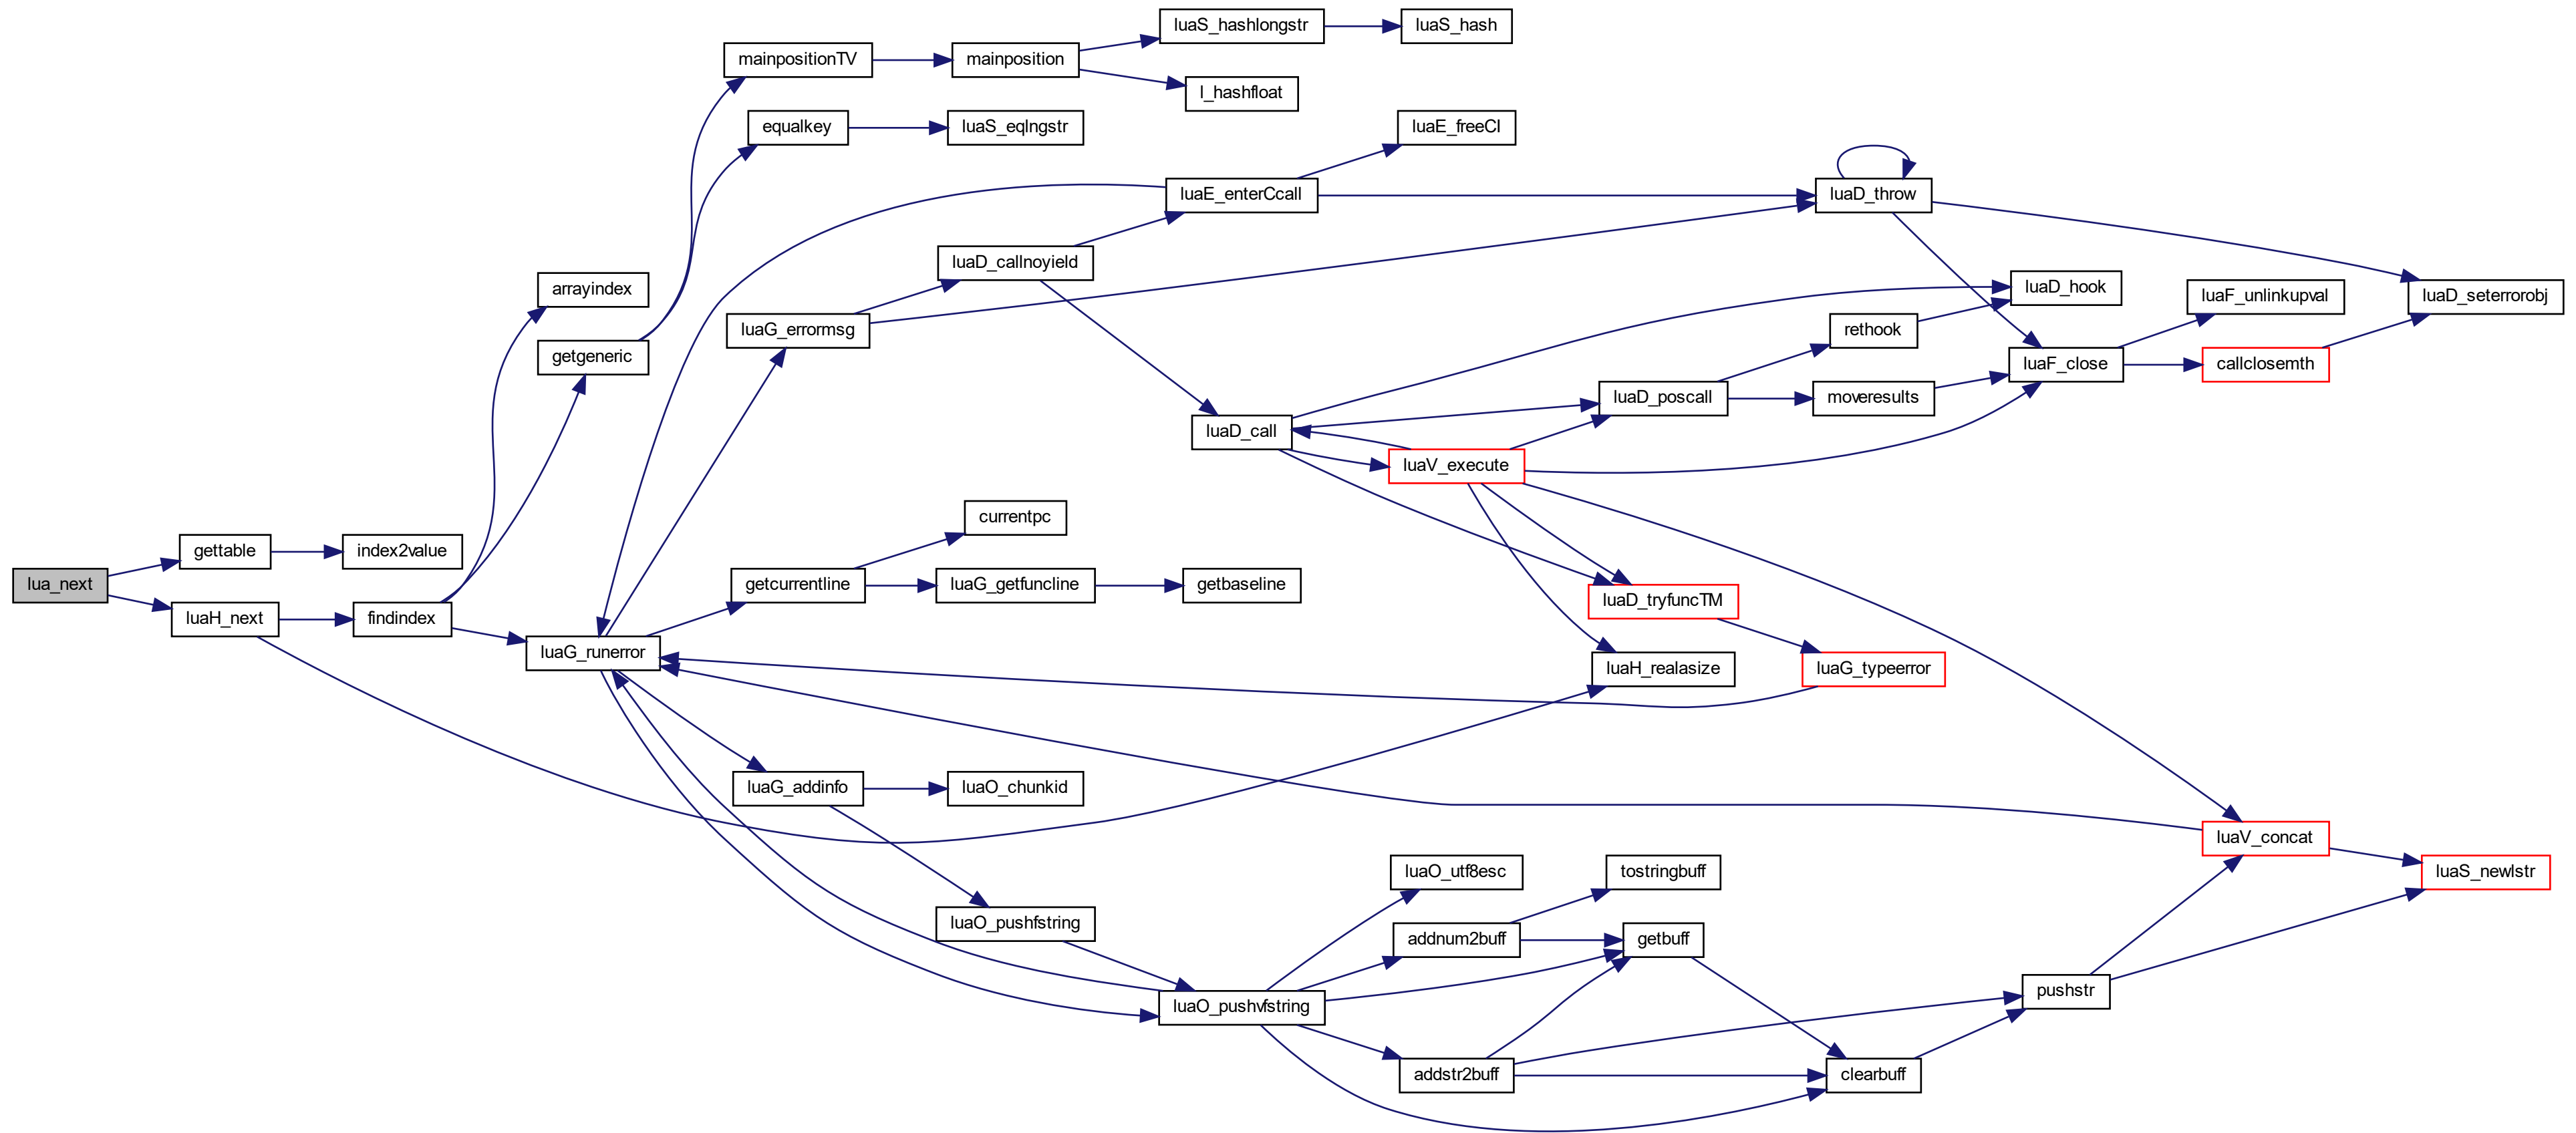 lua_next
gettable
luaH_next
index2value
findindex
arrayindex
getgeneric
luaG_runerror
mainpositionTV
equalkey
luaG_errormsg
getcurrentline
luaG_addinfo
mainposition
luaS_eqlngstr
luaD_callnoyield
currentpc
luaG_getfuncline
luaO_chunkid
luaO_pushfstring
luaS_hashlongstr
l_hashfloat
luaE_enterCcall
luaD_call
getbaseline
luaO_pushvfstring
luaS_hash
luaE_freeCI
luaV_execute
luaO_utf8esc
addnum2buff
addstr2buff
luaD_poscall
luaD_tryfuncTM
luaH_realasize
tostringbuff
getbuff
luaD_throw
rethook
moveresults
luaG_typeerror
clearbuff
luaD_hook
luaF_close
pushstr
luaF_unlinkupval
callclosemth
luaV_concat
luaD_seterrorobj
luaS_newlstr